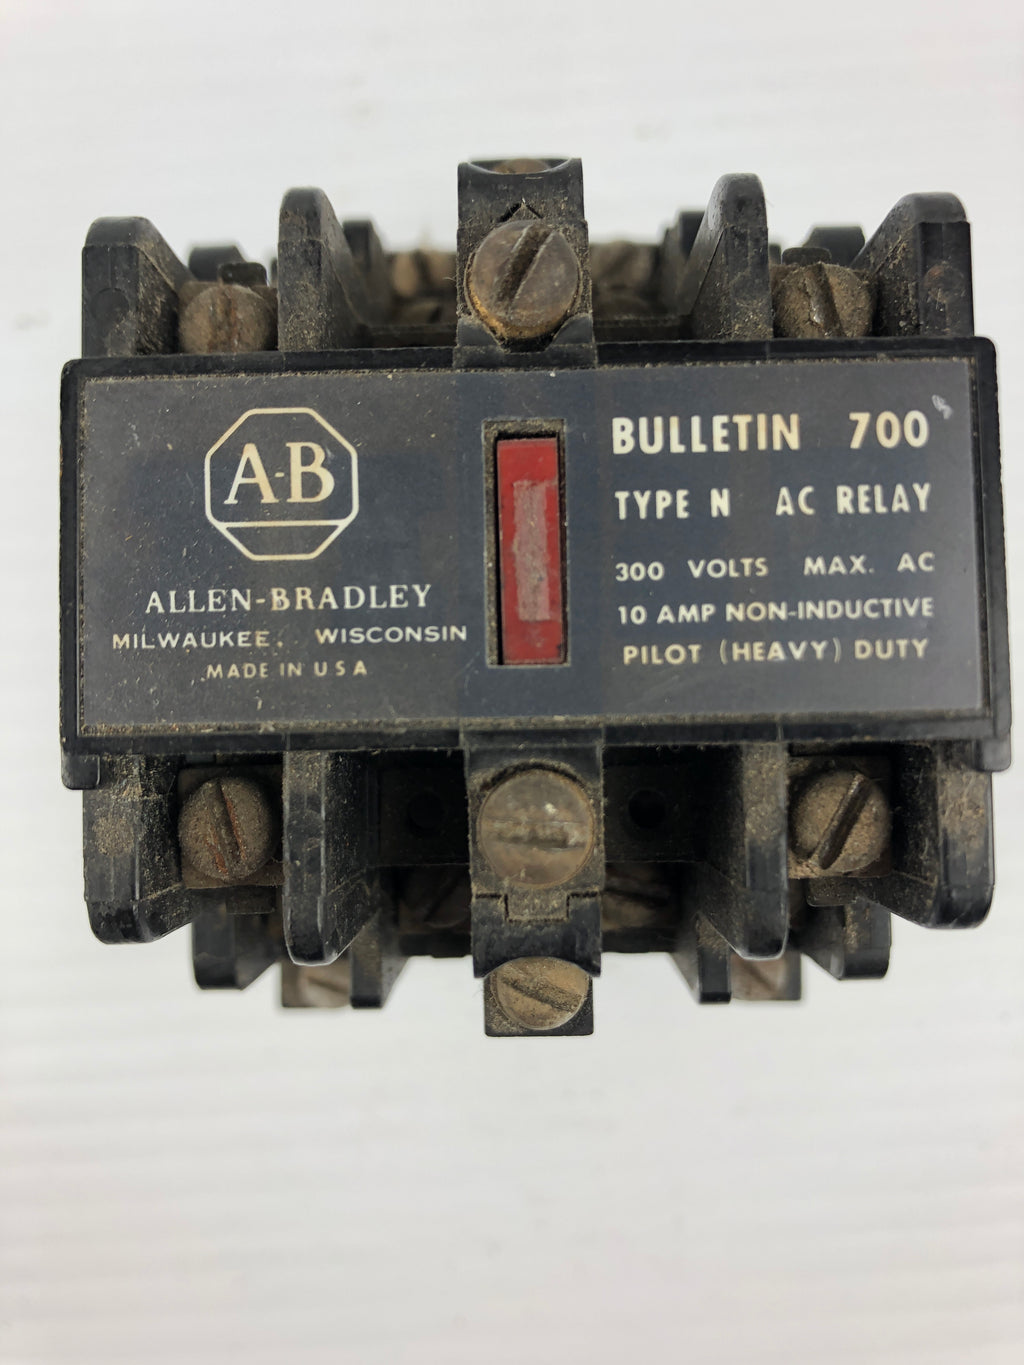 A-B
ALLEN-BRADLEY
MILWAUKEE, WISCONSIN
MADE IN U S A
BULLETIN 700
TYPE N AC RELAY
300 VOLTS MAX. AC
10 AMP NON-INDUCTIVE
PILOT (HEAVY) DUTY